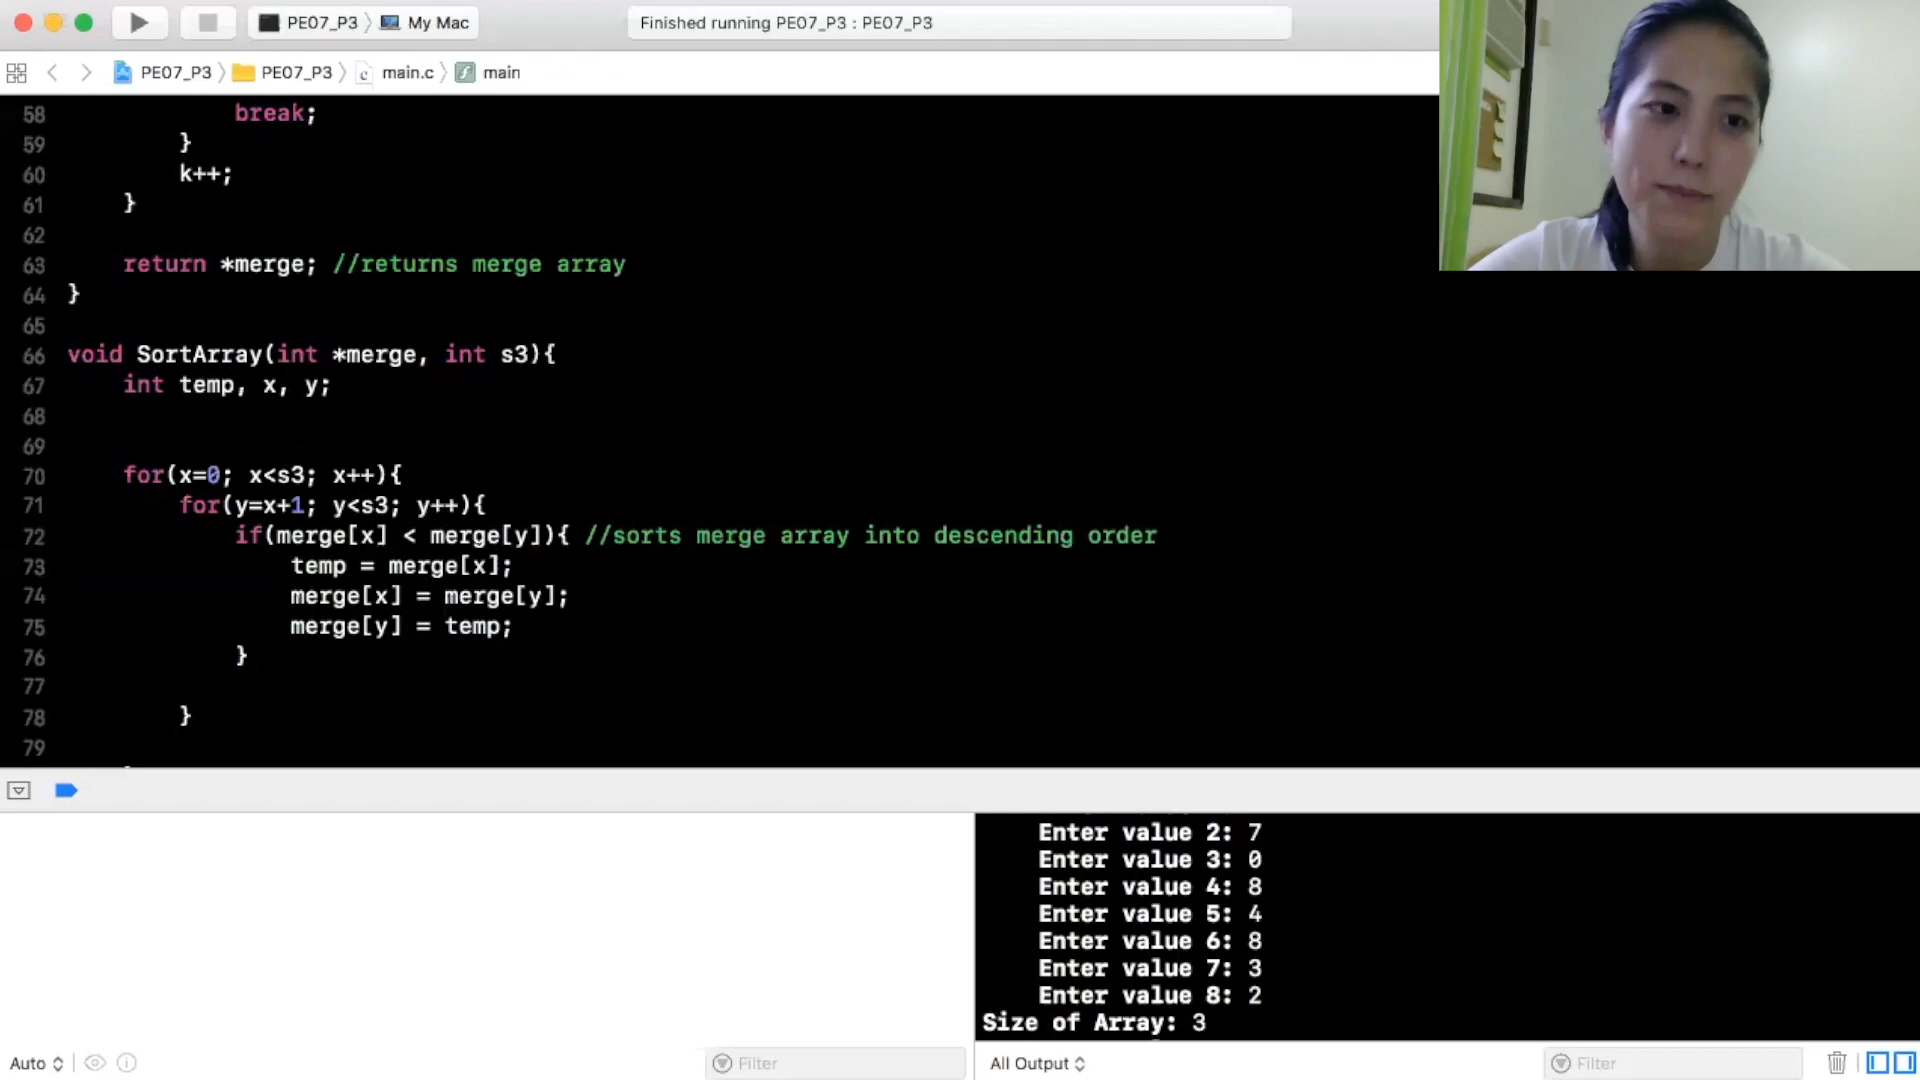 PE07_P3 My Mac
Finished running PE07_P3 : PE07_P3
PE07_P3 PE07_P3 main.c main
58 break;
59 }
60 k++;
61 }
62
63 return *merge; //returns merge array
64 }
65
66 void SortArray(int *merge, int s3){
67 int temp, x, y;
68
69
70 for(x=0; x<s3; x++){
71 for(y=x+1; y<s3; y++){
72 if(merge[x] < merge[y]){ //sorts merge array into descending order
73 temp = merge[x];
74 merge[x] = merge[y];
75 merge[y] = temp;
76 }
77
78 }
79
Enter value 2: 7
Enter value 3: 0
Enter value 4: 8
Enter value 5: 4
Enter value 6: 8
Enter value 7: 3
Enter value 8: 2
Size of Array: 3
Auto Filter All Output Filter